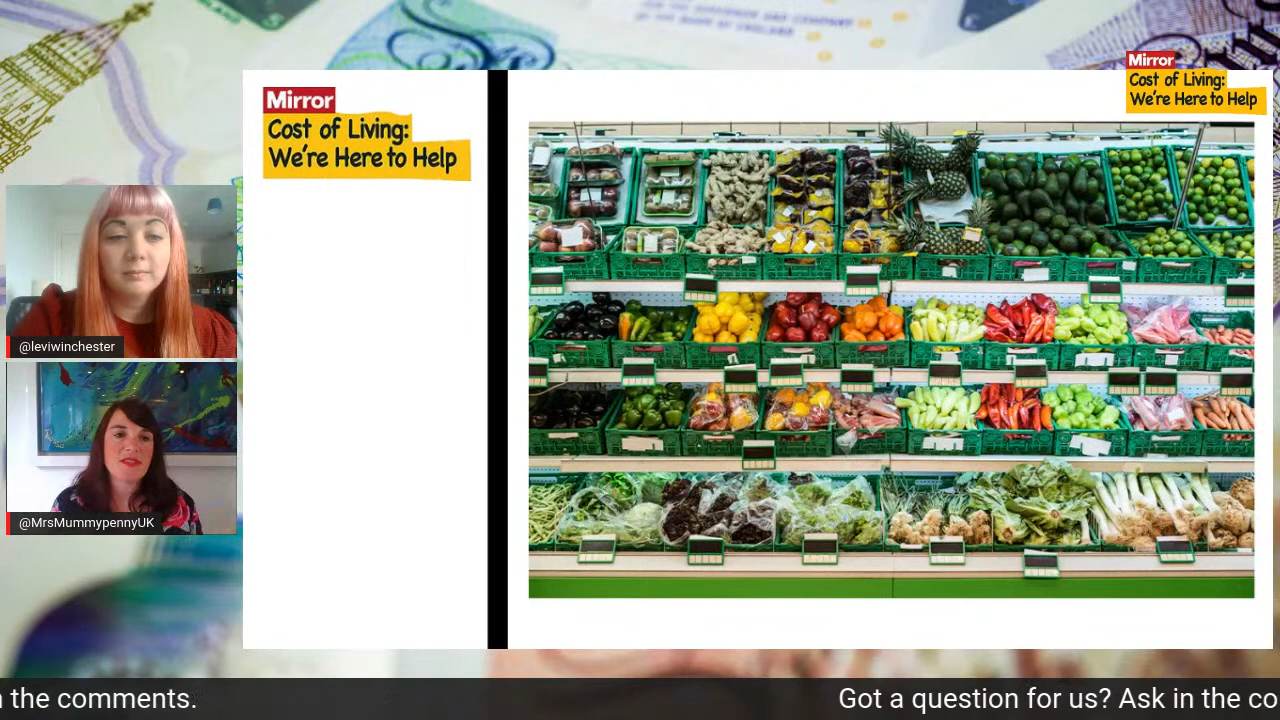 Mirror
Cost of Living:
We're Here to Help
Mirror
Cost of Living:
We're Here to Help
@leviwinchester
@MrsMummypennyUK
the comments.
Got a question for us? Ask in the co